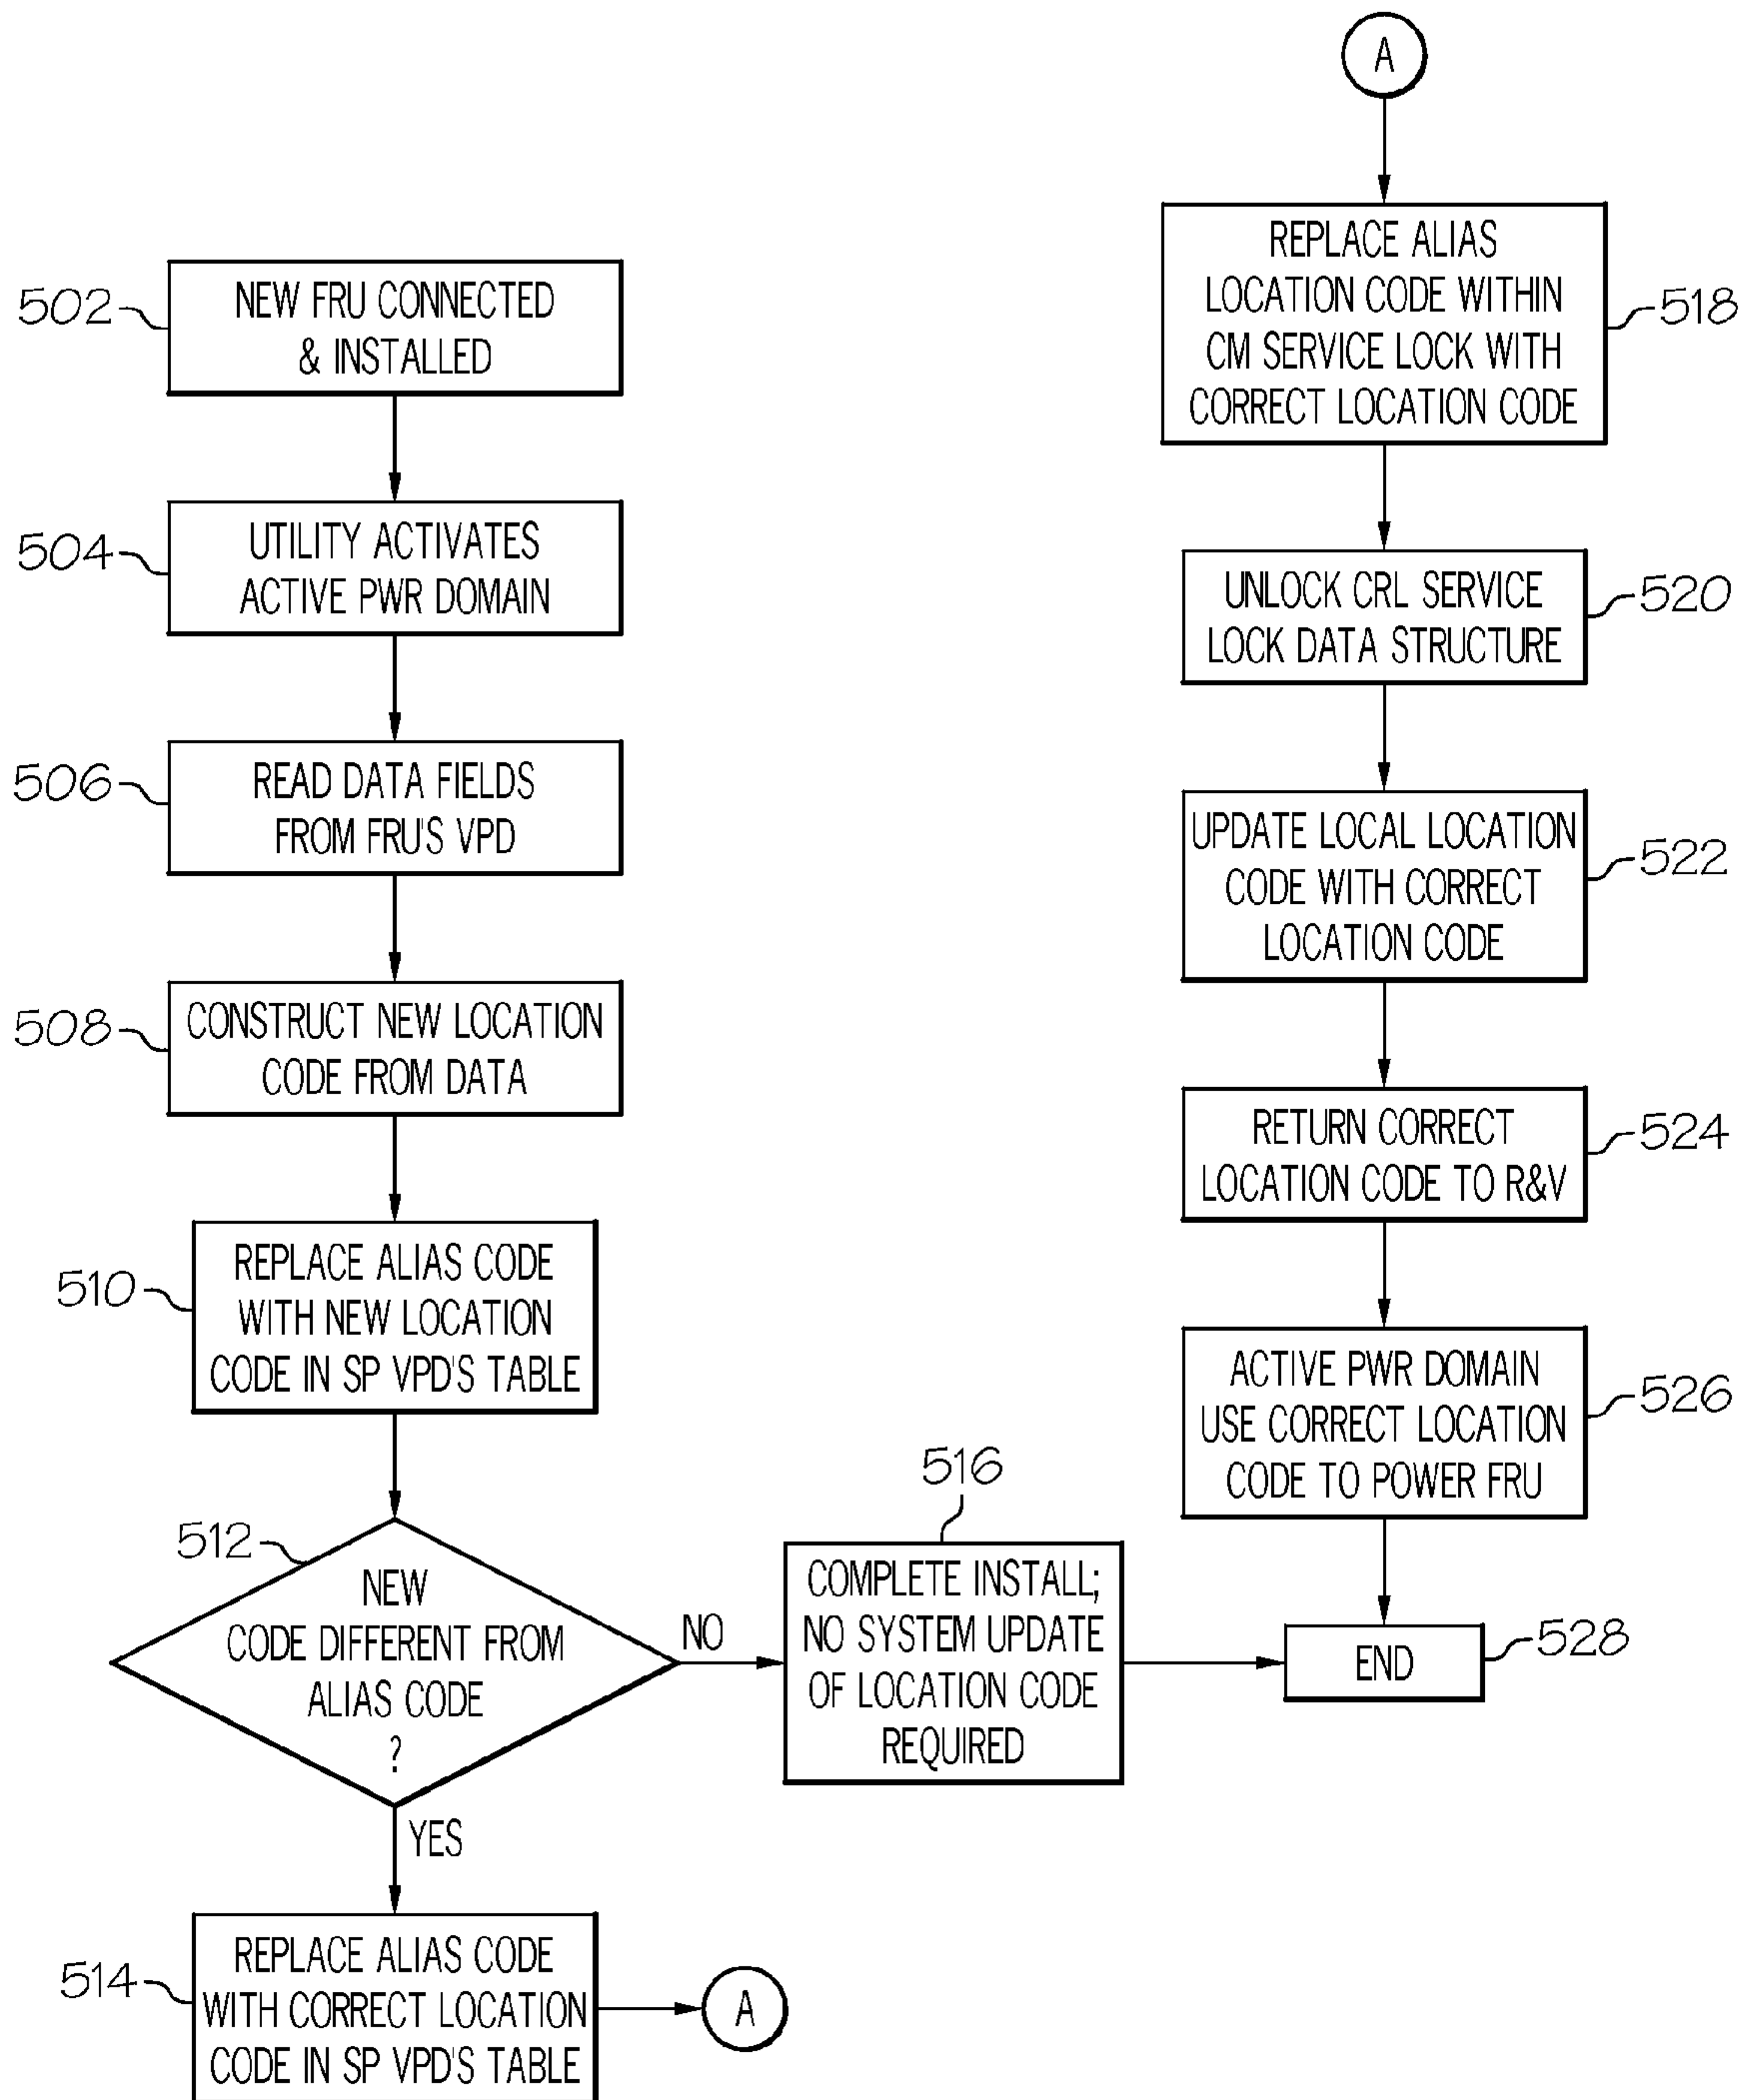 502
NEW FRU CONNECTED
& INSTALLED
504
UTILITY ACTIVATES
ACTIVE PWR DOMAIN
506
READ DATA FIELDS
FROM FRU'S VPD
508
CONSTRUCT NEW LOCATION
CODE FROM DATA
510
REPLACE ALIAS CODE
WITH NEW LOCATION
CODE IN SP VPD'S TABLE
512
NEW
CODE DIFFERENT FROM
ALIAS CODE
?
NO
YES
516
COMPLETE INSTALL;
NO SYSTEM UPDATE
OF LOCATION CODE
REQUIRED
514
REPLACE ALIAS CODE
WITH CORRECT LOCATION
CODE IN SP VPD'S TABLE
A
A
REPLACE ALIAS
LOCATION CODE WITHIN
CM SERVICE LOCK WITH
CORRECT LOCATION CODE
518
UNLOCK CRL SERVICE
LOCK DATA STRUCTURE
520
UPDATE LOCAL LOCATION
CODE WITH CORRECT
LOCATION CODE
522
RETURN CORRECT
LOCATION CODE TO R&V
524
ACTIVE PWR DOMAIN
USE CORRECT LOCATION
CODE TO POWER FRU
526
END
528